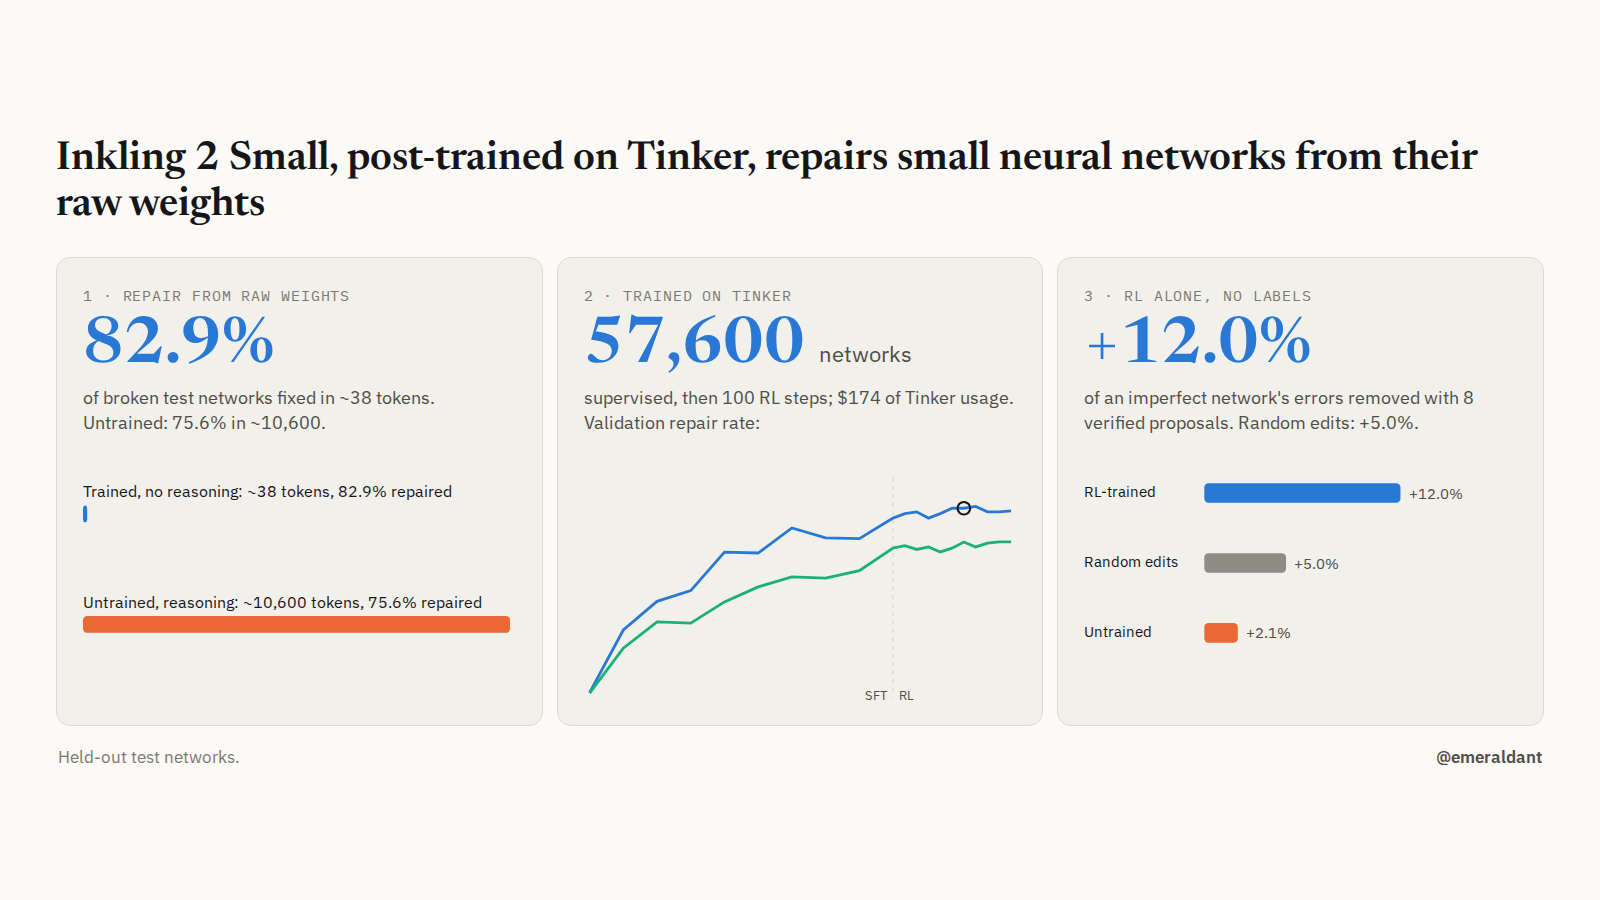 Inkling 2 Small, post-trained on Tinker, repairs small neural networks from their
raw weights
1 · REPAIR FROM RAW WEIGHTS
82.9%
of broken test networks fixed in ~38 tokens.
Untrained: 75.6% in ~10,600.
Trained, no reasoning: ~38 tokens, 82.9% repaired
Untrained, reasoning: ~10,600 tokens, 75.6% repaired
2 · TRAINED ON TINKER
57,600 networks
supervised, then 100 RL steps; $174 of Tinker usage.
Validation repair rate:
SFT RL
3 · RL ALONE, NO LABELS
+12.0%
of an imperfect network's errors removed with 8
verified proposals. Random edits: +5.0%.
RL-trained +12.0%
Random edits +5.0%
Untrained +2.1%
Held-out test networks.
@emeraldant